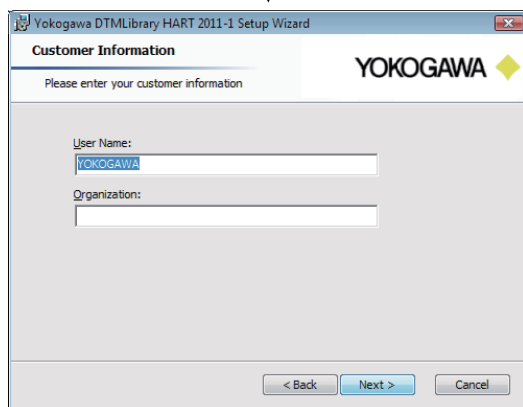 Yokogawa DTMLibrary HART 2011-1 Setup Wizard
Customer Information
Please enter your customer information
YOKOGAWA
User Name:
YOKOGAWA
Organization:
< Back
Next >
Cancel